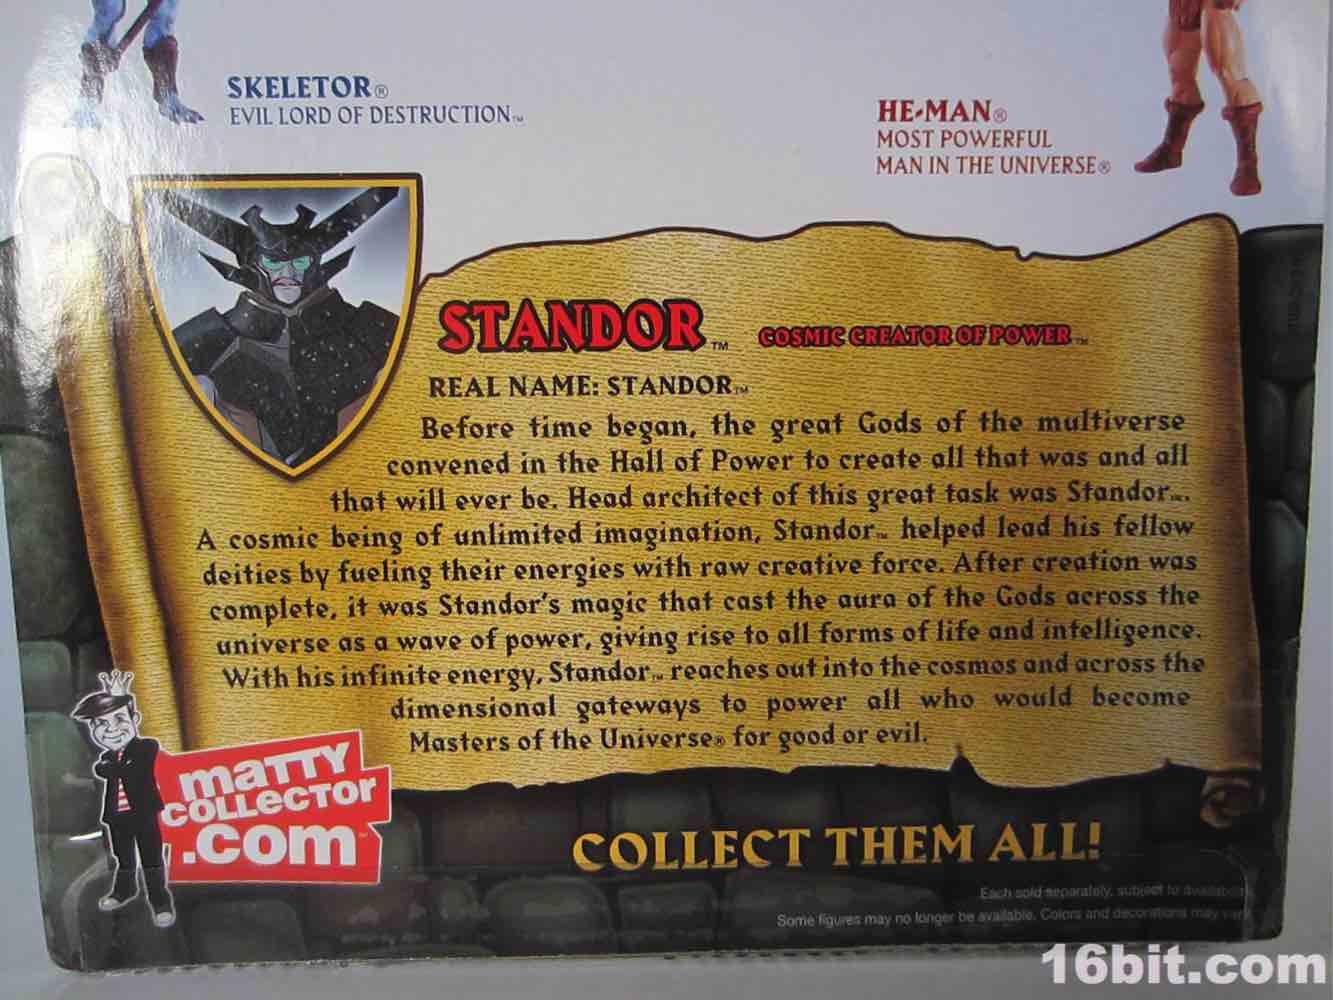 SKELETOR®
EVIL LORD OF DESTRUCTION™
HE-MAN®
MOST POWERFUL
MAN IN THE UNIVERSE®
STANDOR™ COSMIC CREATOR OF POWER™
REAL NAME: STANDOR™
Before time began, the great Gods of the multiverse
convened in the Hall of Power to create all that was and all
that will ever be. Head architect of this great task was Standor™.
A cosmic being of unlimited imagination, Standor™ helped lead his fellow
deities by fueling their energies with raw creative force. After creation was
complete, it was Standor's magic that cast the aura of the Gods across the
universe as a wave of power, giving rise to all forms of life and intelligence.
With his infinite energy, Standor™ reaches out into the cosmos and across the
dimensional gateways to power all who would become
Masters of the Universe® for good or evil.
maTTY
COLLecTor
.com™
COLLECT THEM ALL!
Each sold separately, subject to availability.
Some figures may no longer be available. Colors and decorations may vary.
16bit.com